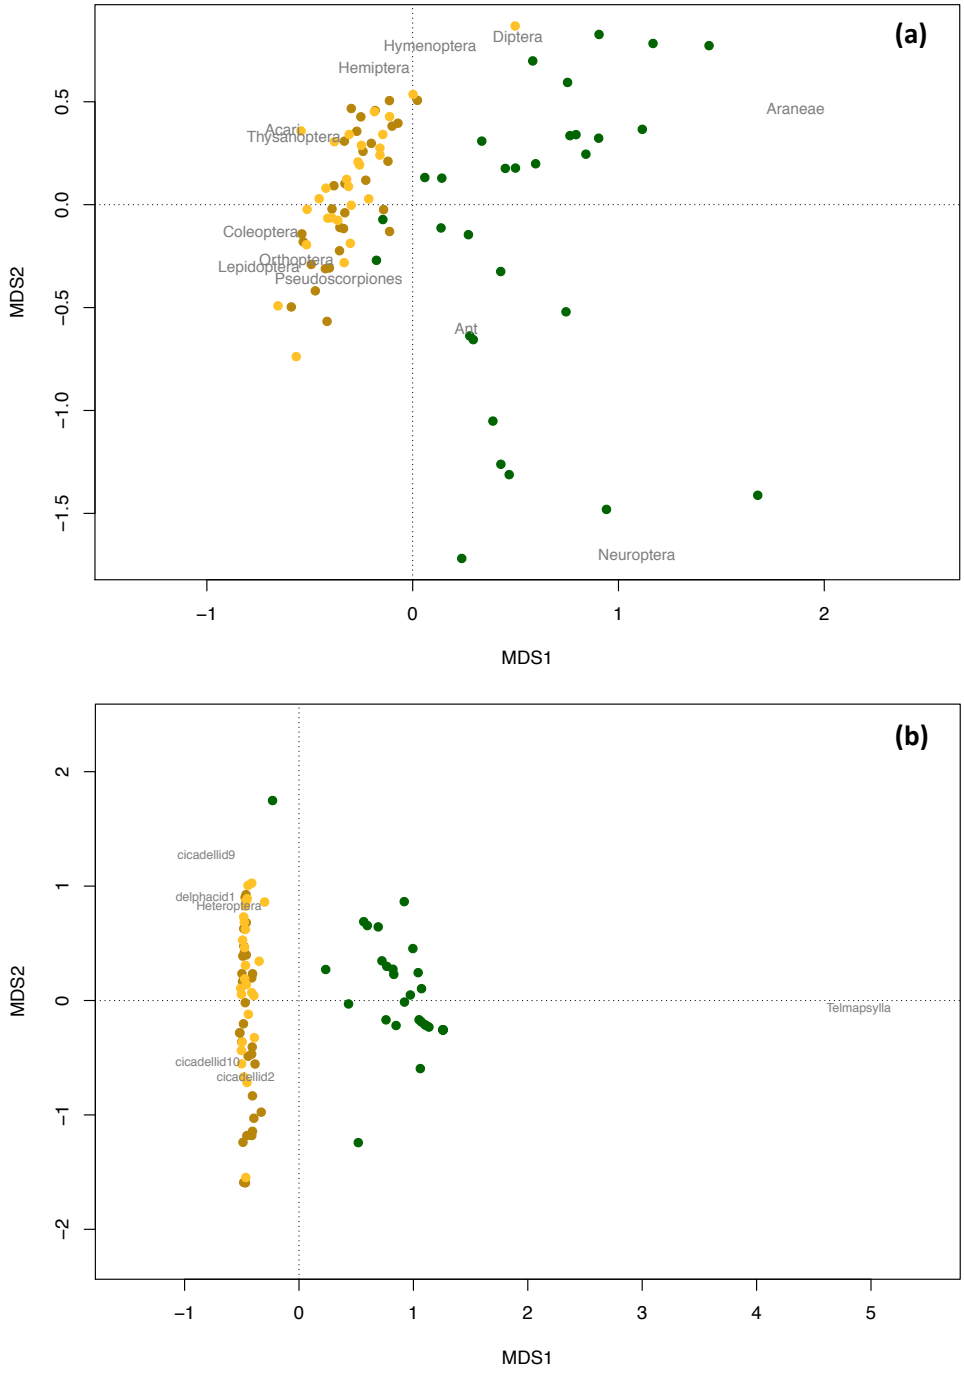 (a)
Diptera
Hymenoptera
Hemiptera
Araneae
0.5
Acari
Thysanoptera
0.0
Coleoptera
Orthoptera
Lepidoptera
Pseudoscorpiones
MDS2
−0.5
Ant
−1.0
−1.5
Neuroptera
−1 0 1 2
MDS1
(b)
2
cicadellid9
1
delphacid1
Heteroptera
MDS2
0
Telmapsylla
cicadellid10
cicadellid2
−1
−2
−1 0 1 2 3 4 5
MDS1